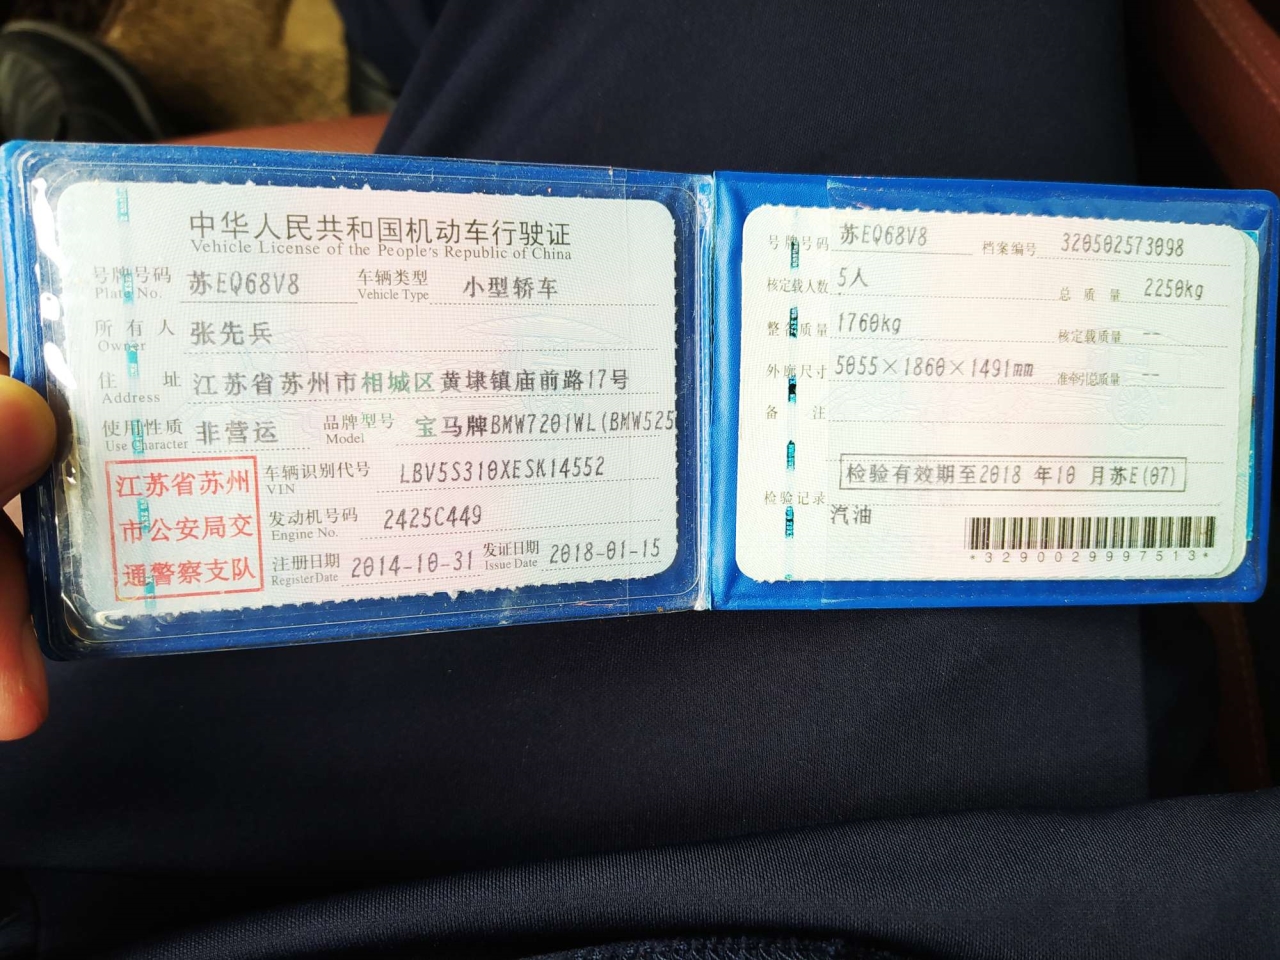 中华人民共和国机动车行驶证
Vehicle License of the People's Republic of China
号牌号码 苏EQ68V8 车辆类型 小型轿车
Plate No. Vehicle Type
所有人 张先兵
Owner
住址 江苏省苏州市相城区黄埭镇庙前路17号
Address
使用性质 非营运 品牌型号 宝马牌BMW7201WL(BMW525
Use Character Model
江苏省苏州
市公安局交
通警察支队
车辆识别代号 LBV5S310XESK14552
VIN
发动机号码 2425C449
Engine No.
注册日期 2014-10-31 发证日期 2018-01-15
Register Date Issue Date
号牌号码 苏EQ68V8 档案编号 320502573098
核定载人数 5人 总质量 2250kg
整备质量 1760kg 核定载质量 --
外廓尺寸 5055×1860×1491mm 准牵引总质量 --
备注
检验有效期至2018 年10 月苏E(07)
检验记录
汽油
*3290029997513*